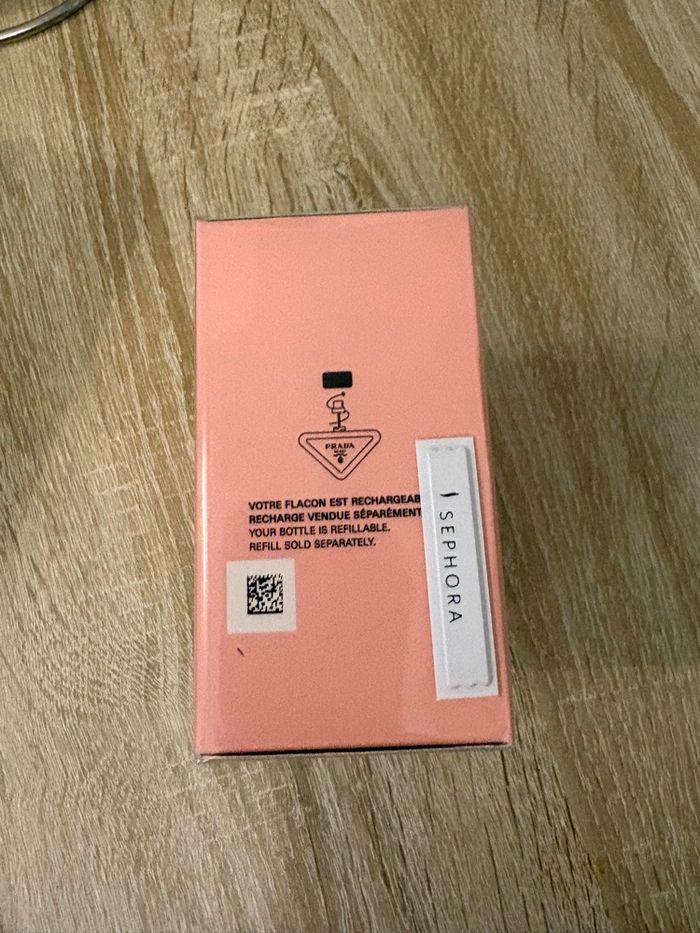 PRADA
VOTRE FLACON EST RECHARGEAB
RECHARGE VENDUE SÉPARÉMENT
YOUR BOTTLE IS REFILLABLE.
REFILL SOLD SEPARATELY.
SEPHORA